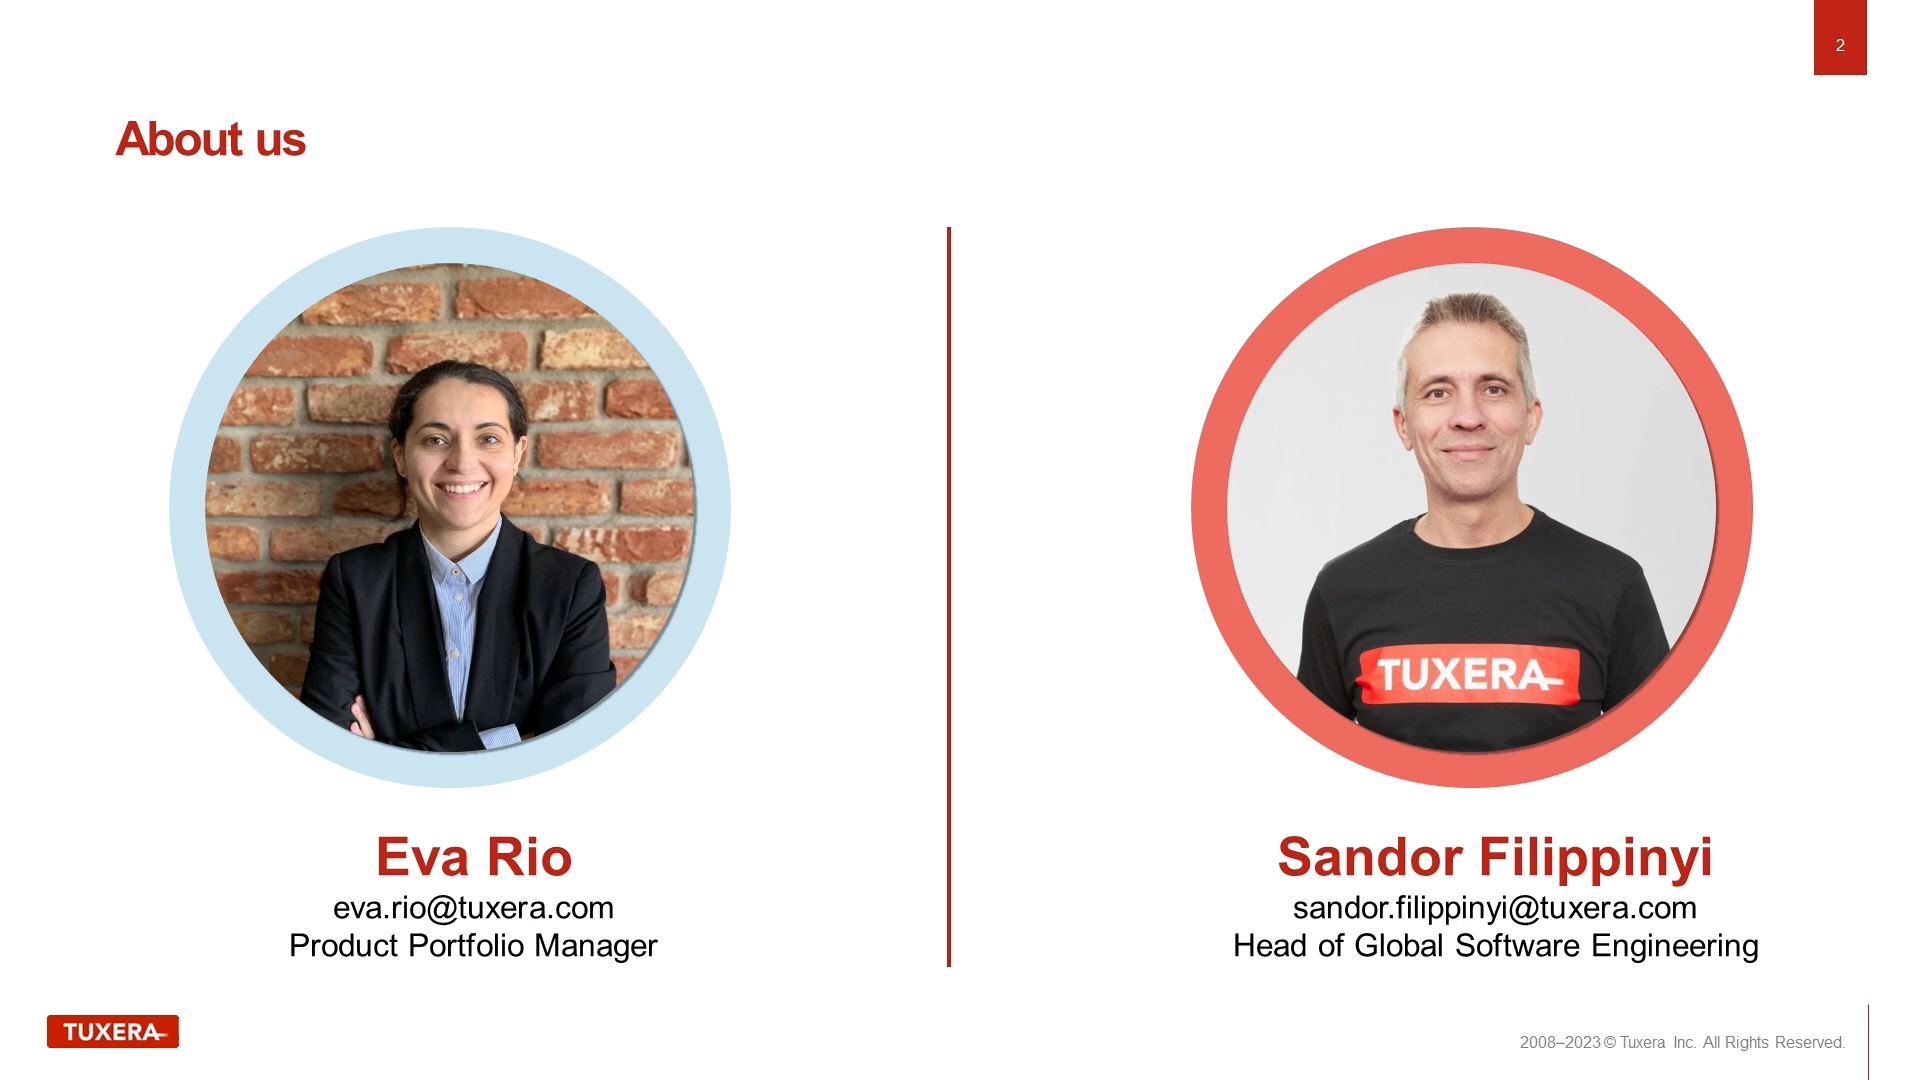 2
About us
TUXERA
Eva Rio
eva.rio@tuxera.com
Product Portfolio Manager
Sandor Filippinyi
sandor.filippinyi@tuxera.com
Head of Global Software Engineering
TUXERA
2008–2023 © Tuxera Inc. All Rights Reserved.